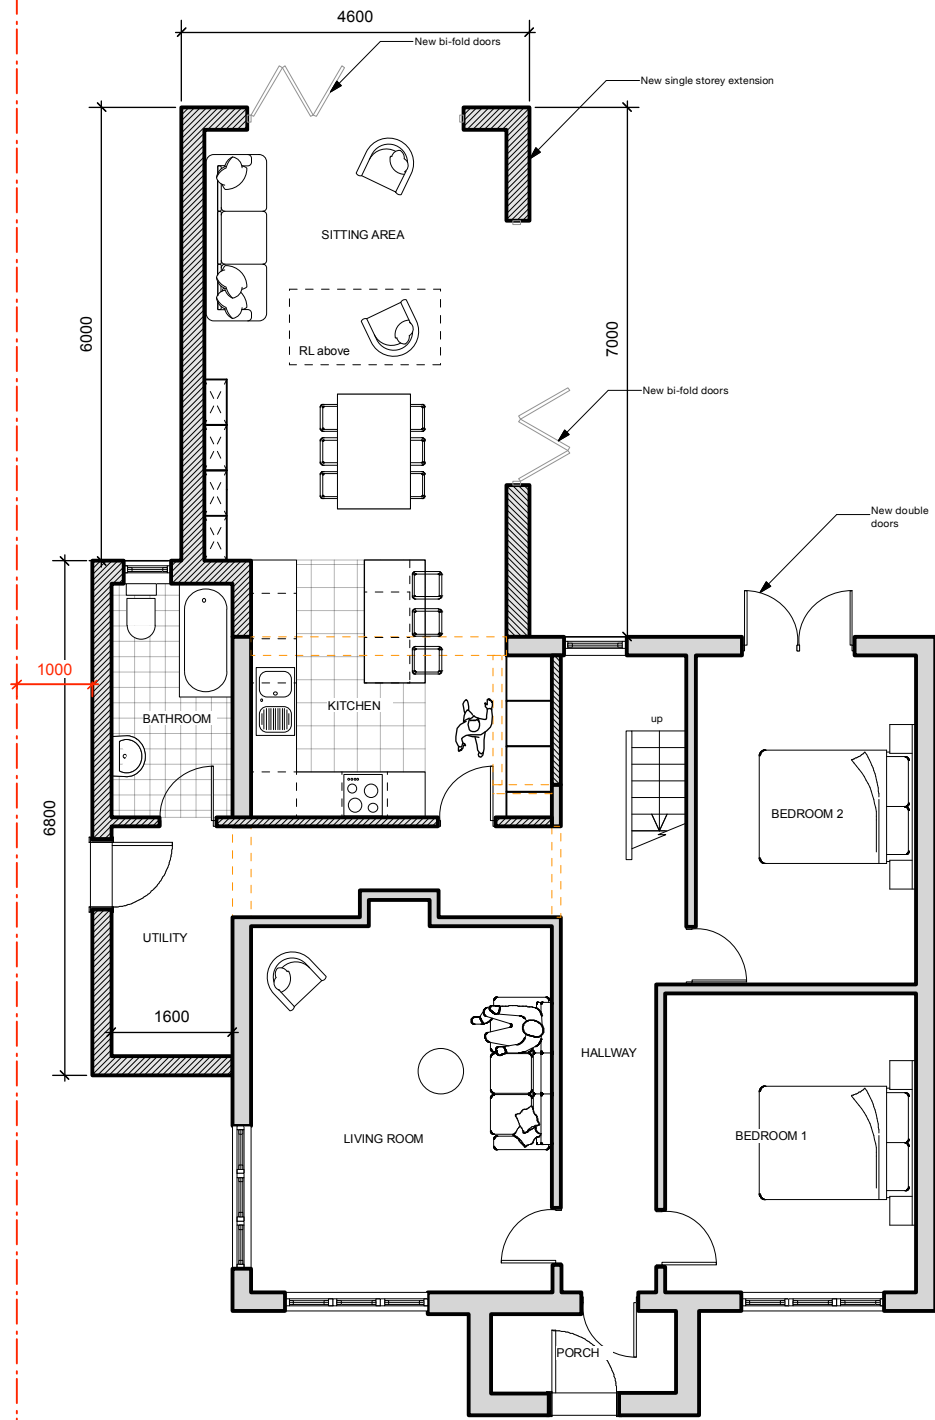 4600
New bi-fold doors
New single storey extension
SITTING AREA
6000
7000
RL above
New bi-fold doors
New double
doors
1000
BATHROOM
KITCHEN
up
6800
BEDROOM 2
UTILITY
1600
HALLWAY
LIVING ROOM
BEDROOM 1
PORCH